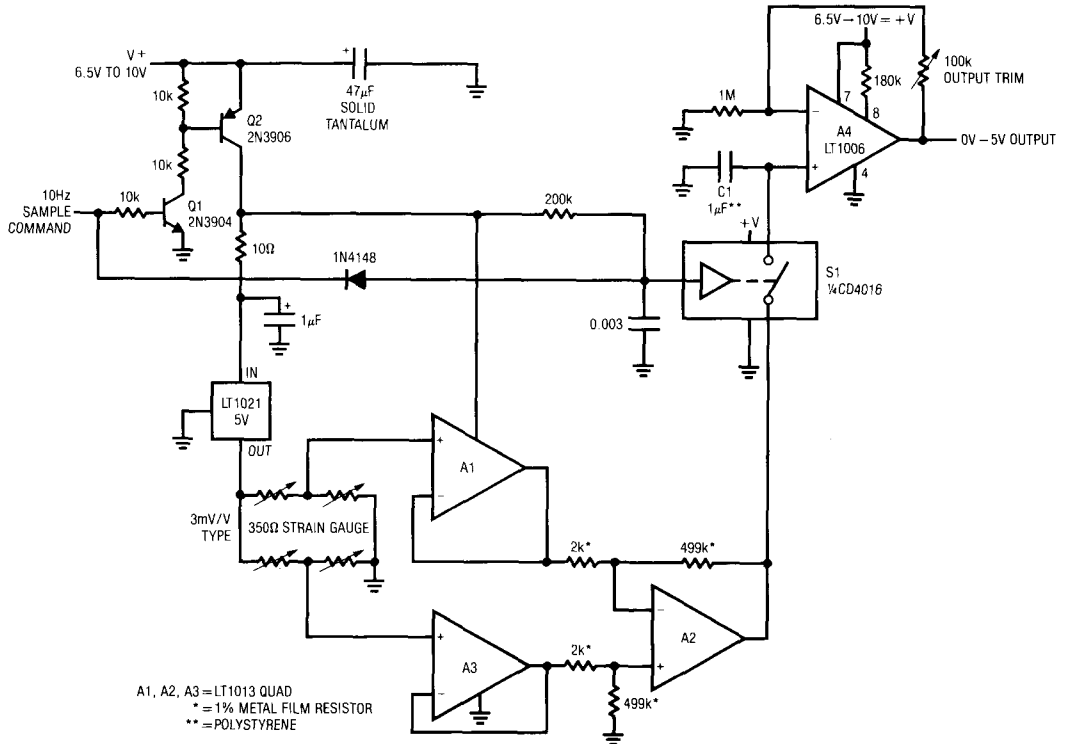 6.5V→10V = +V
V+
6.5V TO 10V
10k
+
47µF
SOLID
TANTALUM
Q2
2N3906
10k
10Hz
SAMPLE
COMMAND
10k
Q1
2N3904
10Ω
1N4148
200k
+
1µF
0.003
1M
180k
100k
OUTPUT TRIM
7
8
−
A4
LT1006
+
4
0V–5V OUTPUT
C1
1µF**
+V
S1
¼CD4016
IN
LT1021
5V
OUT
3mV/V
TYPE
350Ω STRAIN GAUGE
+
A1
−
2k*
499k*
−
A2
+
+
A3
−
2k*
499k*
A1, A2, A3 = LT1013 QUAD
* = 1% METAL FILM RESISTOR
** = POLYSTYRENE